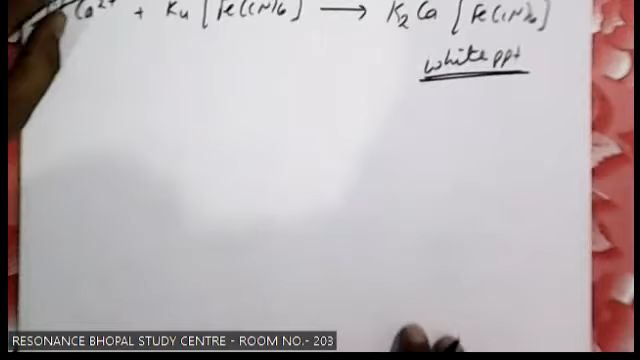 Ca²⁺ + K₄ [Fe(CN)₆] ⟶ K₂Ca [Fe(CN)₆]
white ppt
RESONANCE BHOPAL STUDY CENTRE - ROOM NO.- 203